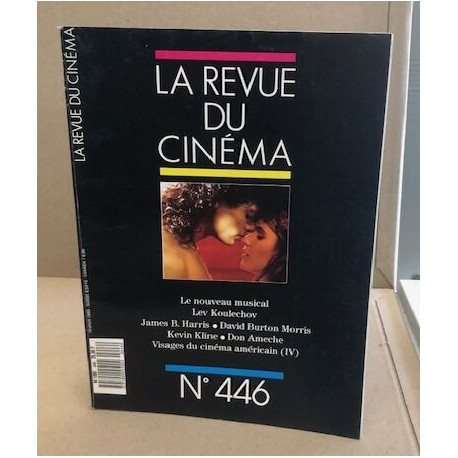 LA REVUE DU CINÉMA
LA REVUE
DU
CINÉMA
Le nouveau musical
Lev Koulechov
James B. Harris • David Burton Morris
Kevin Kline • Don Ameche
Visages du cinéma américain (IV)
N° 446